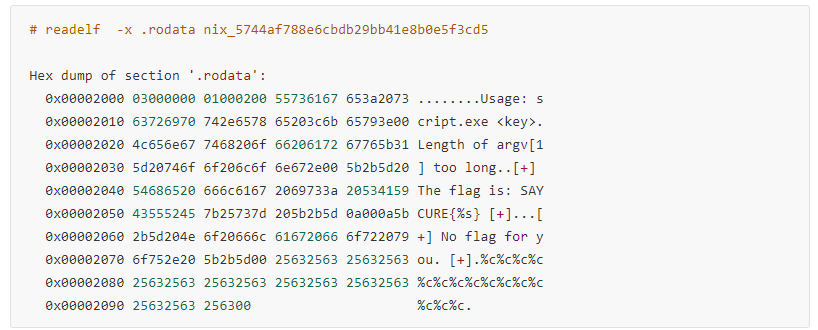 # readelf  -x .rodata nix_5744af788e6cbdb29bb41e8b0e5f3cd5
Hex dump of section '.rodata':
0x00002000 03000000 01000200 55736167 653a2073 ........Usage: s
0x00002010 63726970 742e6578 65203c6b 65793e00 cript.exe <key>.
0x00002020 4c656e67 7468206f 66206172 67765b31 Length of argv[1
0x00002030 5d20746f 6f206c6f 6e672e00 5b2b5d20 ] too long..[+]
0x00002040 54686520 666c6167 2069733a 20534159 The flag is: SAY
0x00002050 43555245 7b25737d 205b2b5d 0a000a5b CURE{%s} [+]...[
0x00002060 2b5d204e 6f20666c 61672066 6f722079 +] No flag for y
0x00002070 6f752e20 5b2b5d00 25632563 25632563 ou. [+].%c%c%c%c
0x00002080 25632563 25632563 25632563 25632563 %c%c%c%c%c%c%c%c
0x00002090 25632563 256300 %c%c%c.